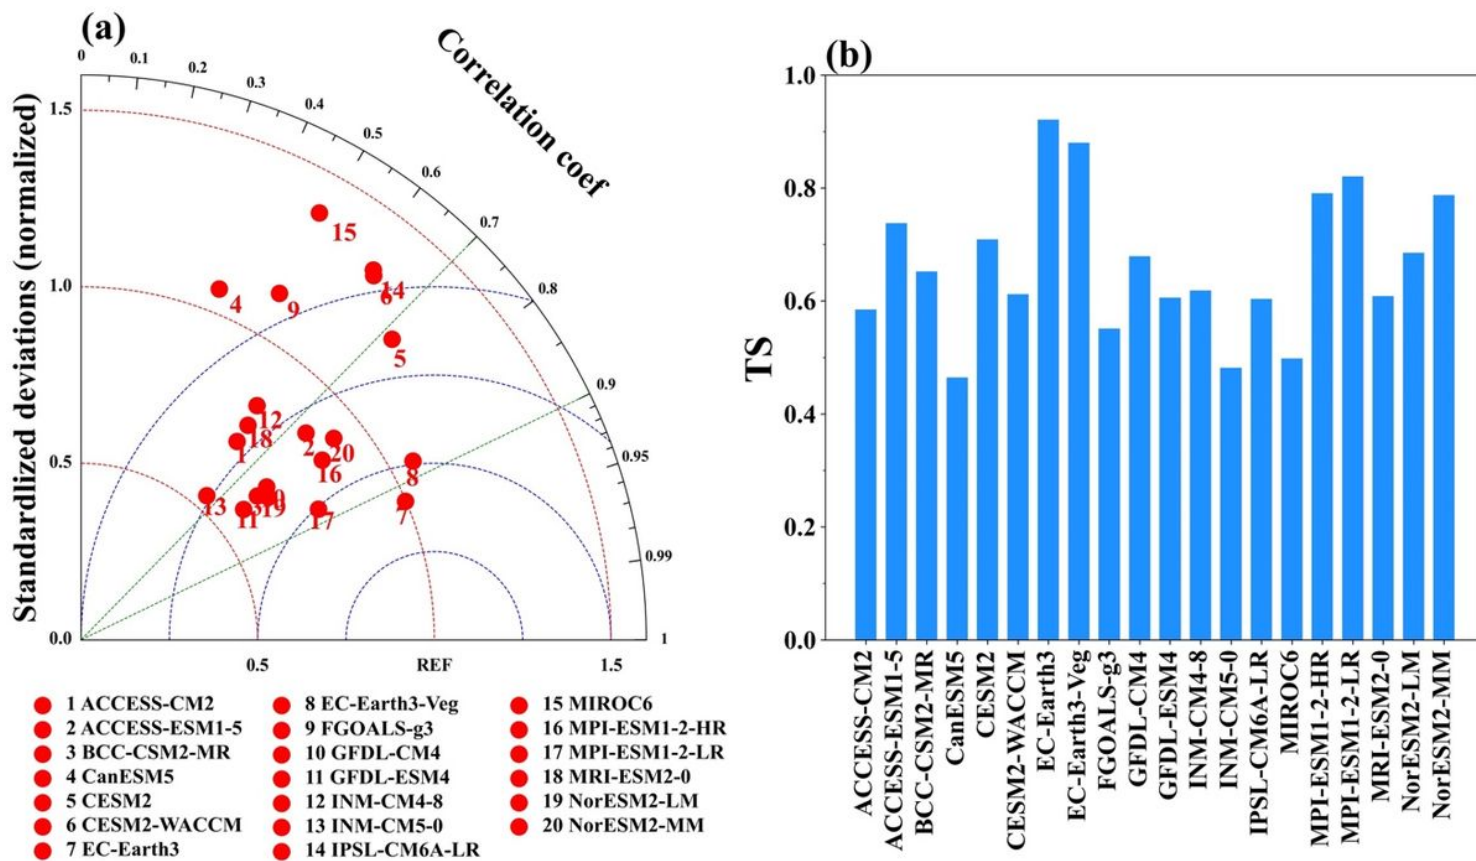 (a)
Correlation coef
Standardlized deviations (normalized)
0
0.1
0.2
0.3
0.4
0.5
0.6
0.7
0.8
0.9
0.95
0.99
1
1.5
1.0
0.5
0.0
0.5
REF
1.5
15
4
9
14
6
5
12
18
1
2
20
16
8
13
3
10
19
11
17
7
1 ACCESS-CM2
2 ACCESS-ESM1-5
3 BCC-CSM2-MR
4 CanESM5
5 CESM2
6 CESM2-WACCM
7 EC-Earth3
8 EC-Earth3-Veg
9 FGOALS-g3
10 GFDL-CM4
11 GFDL-ESM4
12 INM-CM4-8
13 INM-CM5-0
14 IPSL-CM6A-LR
15 MIROC6
16 MPI-ESM1-2-HR
17 MPI-ESM1-2-LR
18 MRI-ESM2-0
19 NorESM2-LM
20 NorESM2-MM
(b)
TS
1.0
0.8
0.6
0.4
0.2
0.0
ACCESS-CM2
ACCESS-ESM1-5
BCC-CSM2-MR
CanESM5
CESM2
CESM2-WACCM
EC-Earth3
EC-Earth3-Veg
FGOALS-g3
GFDL-CM4
GFDL-ESM4
INM-CM4-8
INM-CM5-0
IPSL-CM6A-LR
MIROC6
MPI-ESM1-2-HR
MPI-ESM1-2-LR
MRI-ESM2-0
NorESM2-LM
NorESM2-MM